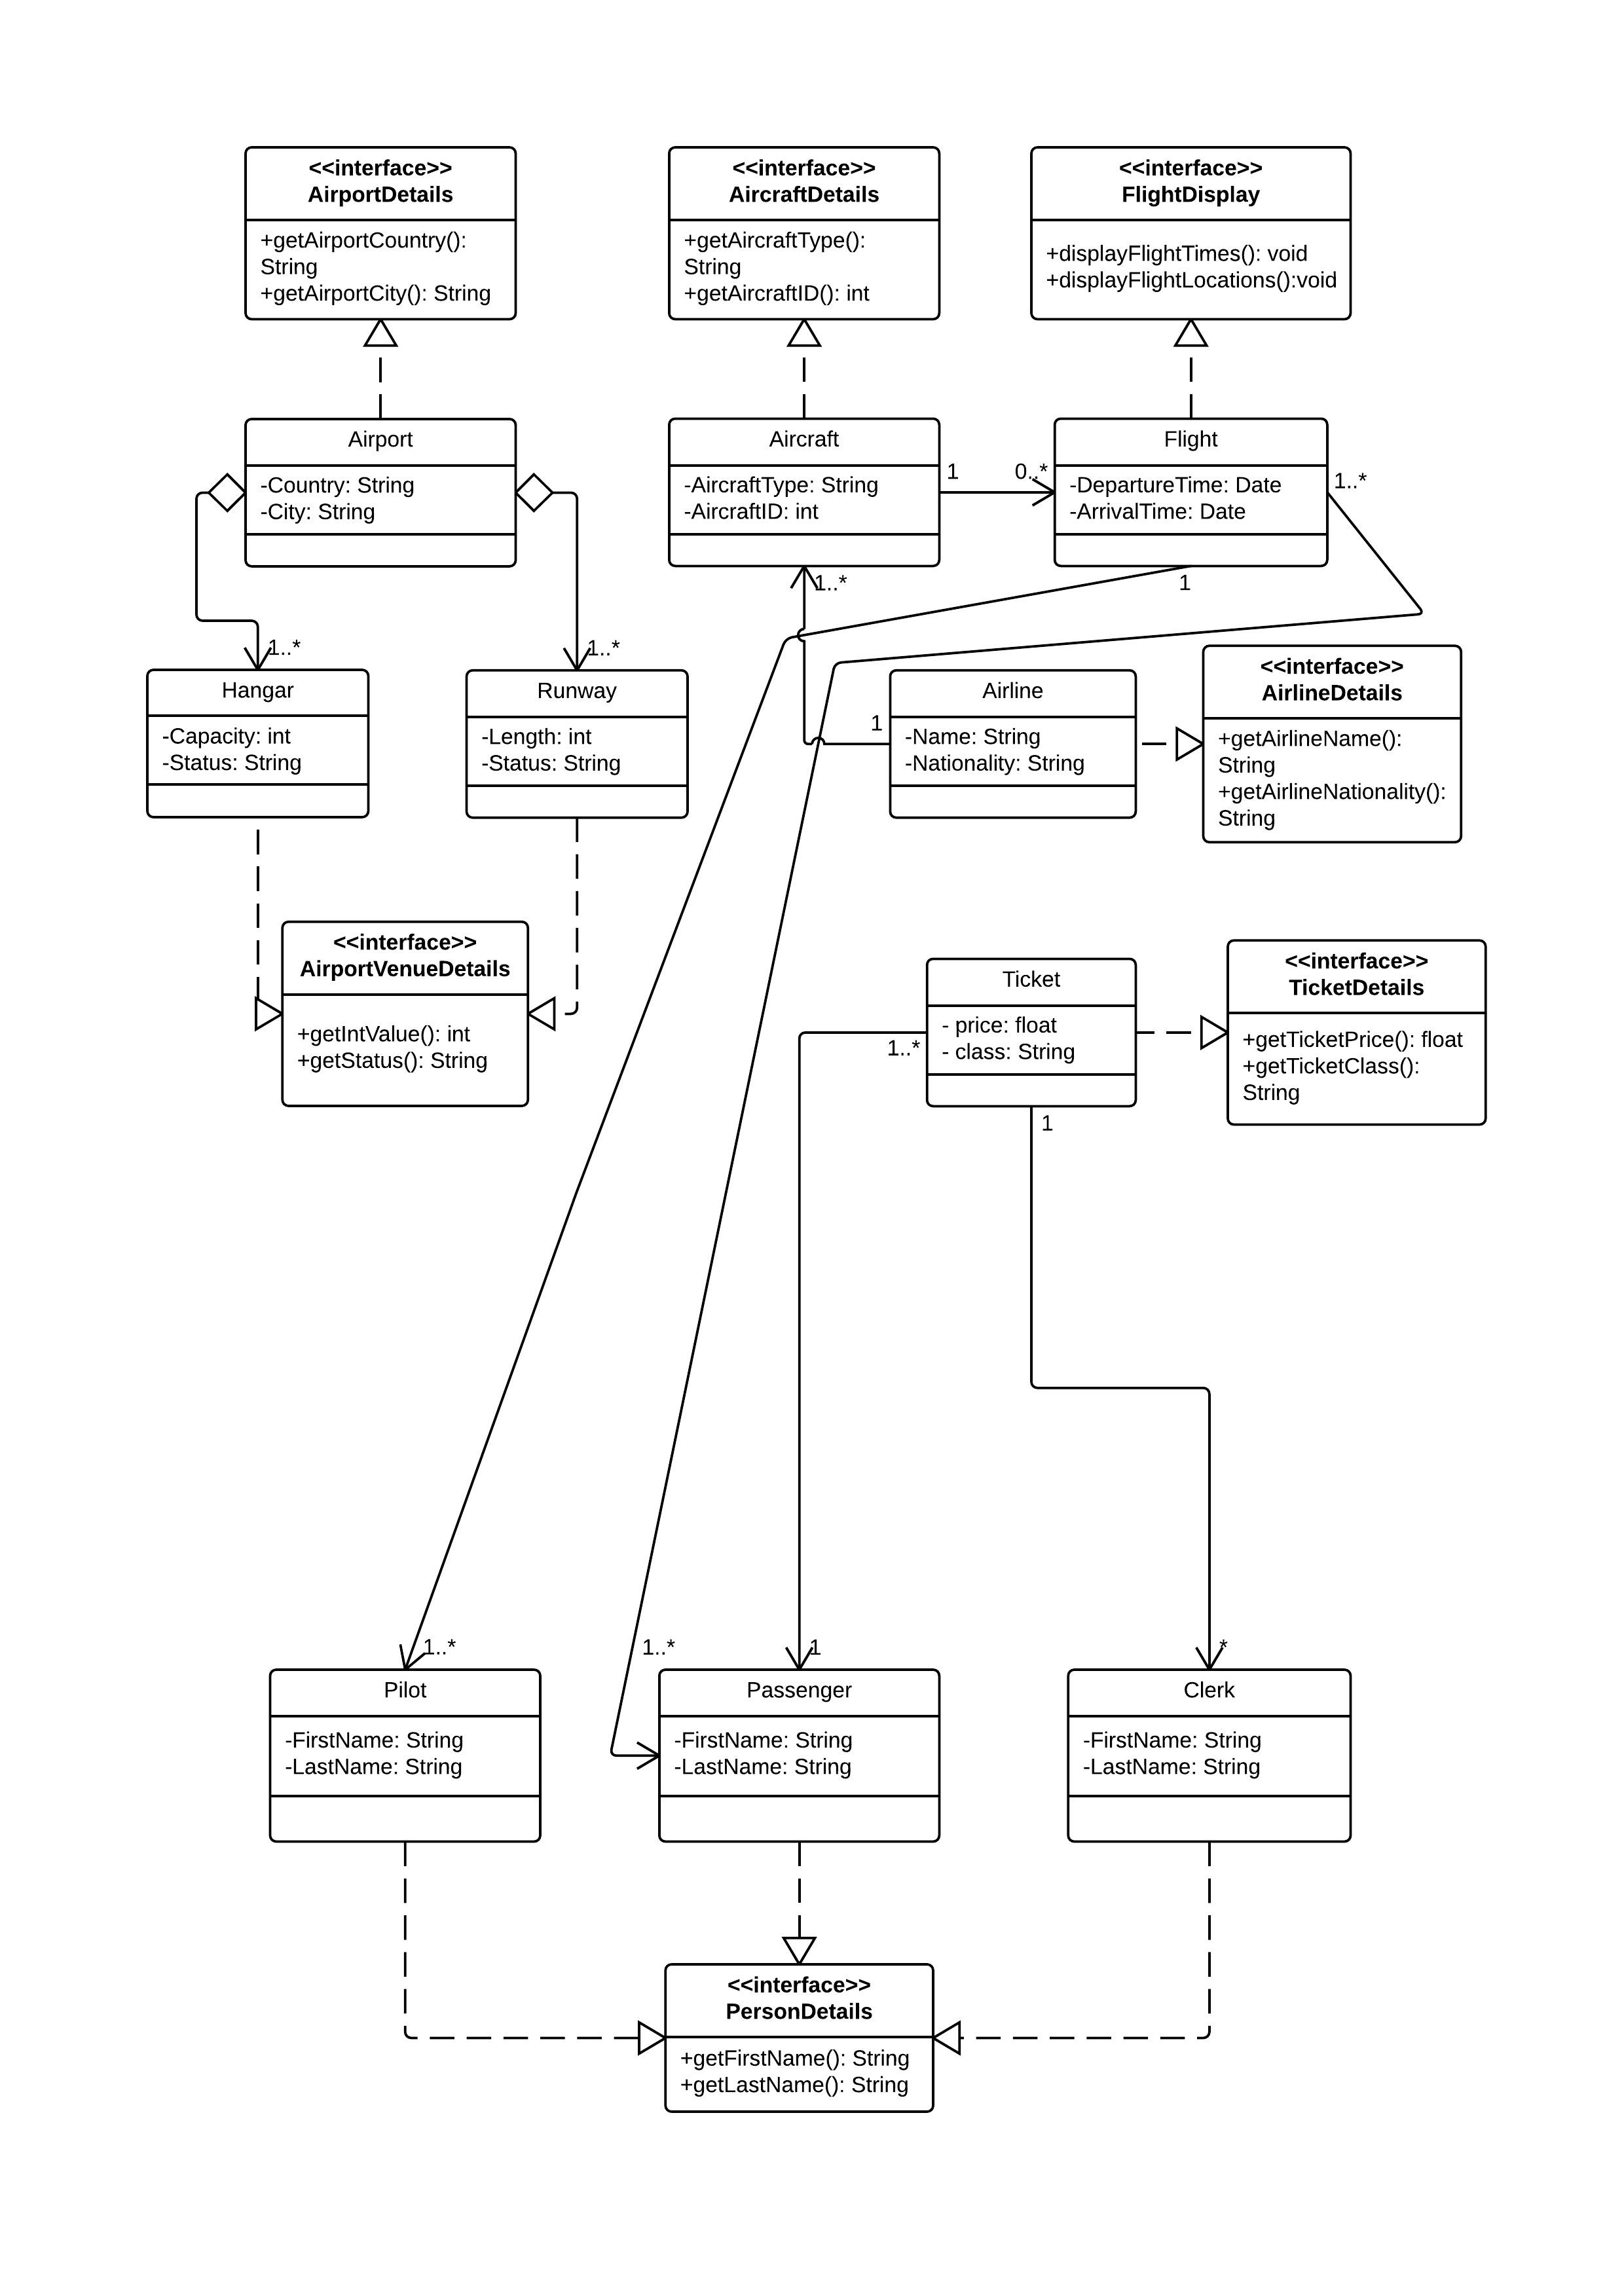 <<interface>>
AirportDetails
+getAirportCountry():
String
+getAirportCity(): String
<<interface>>
AircraftDetails
+getAircraftType():
String
+getAircraftID(): int
<<interface>>
FlightDisplay
+displayFlightTimes(): void
+displayFlightLocations():void
Airport
-Country: String
-City: String
Aircraft
-AircraftType: String
-AircraftID: int
1
0..*
Flight
-DepartureTime: Date
-ArrivalTime: Date
1..*
1..*
1
1..*
1..*
Hangar
-Capacity: int
-Status: String
Runway
-Length: int
-Status: String
1
Airline
-Name: String
-Nationality: String
<<interface>>
AirlineDetails
+getAirlineName():
String
+getAirlineNationality():
String
<<interface>>
AirportVenueDetails
+getIntValue(): int
+getStatus(): String
Ticket
- price: float
- class: String
1..*
1
<<interface>>
TicketDetails
+getTicketPrice(): float
+getTicketClass():
String
1..*
1..*
1
*
Pilot
-FirstName: String
-LastName: String
Passenger
-FirstName: String
-LastName: String
Clerk
-FirstName: String
-LastName: String
<<interface>>
PersonDetails
+getFirstName(): String
+getLastName(): String